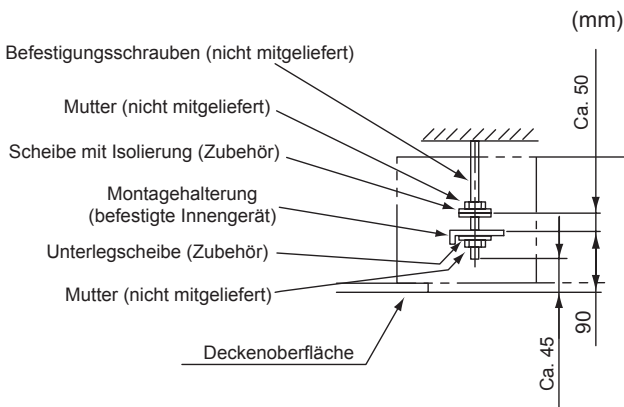 (mm)
Befestigungsschrauben (nicht mitgeliefert)
Mutter (nicht mitgeliefert)
Scheibe mit Isolierung (Zubehör)
Montagehalterung
(befestigte Innengerät)
Unterlegscheibe (Zubehör)
Mutter (nicht mitgeliefert)
Deckenoberfläche
Ca. 50
Ca. 45
90